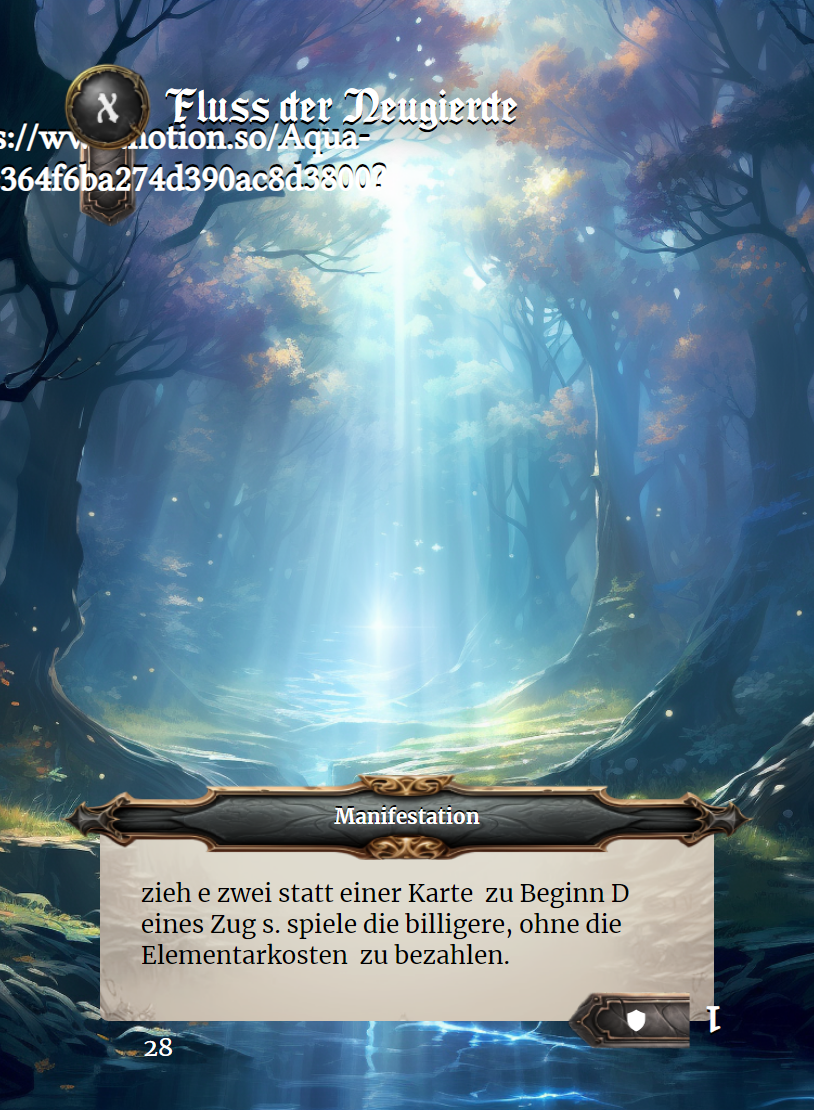 א
Fluss der Neugierde
s://ww notion.so/Aqua-
364f6ba274d390ac8d3800?
Manifestation
zieh e zwei statt einer Karte zu Beginn D
eines Zug s. spiele die billigere, ohne die
Elementarkosten zu bezahlen.
1
28